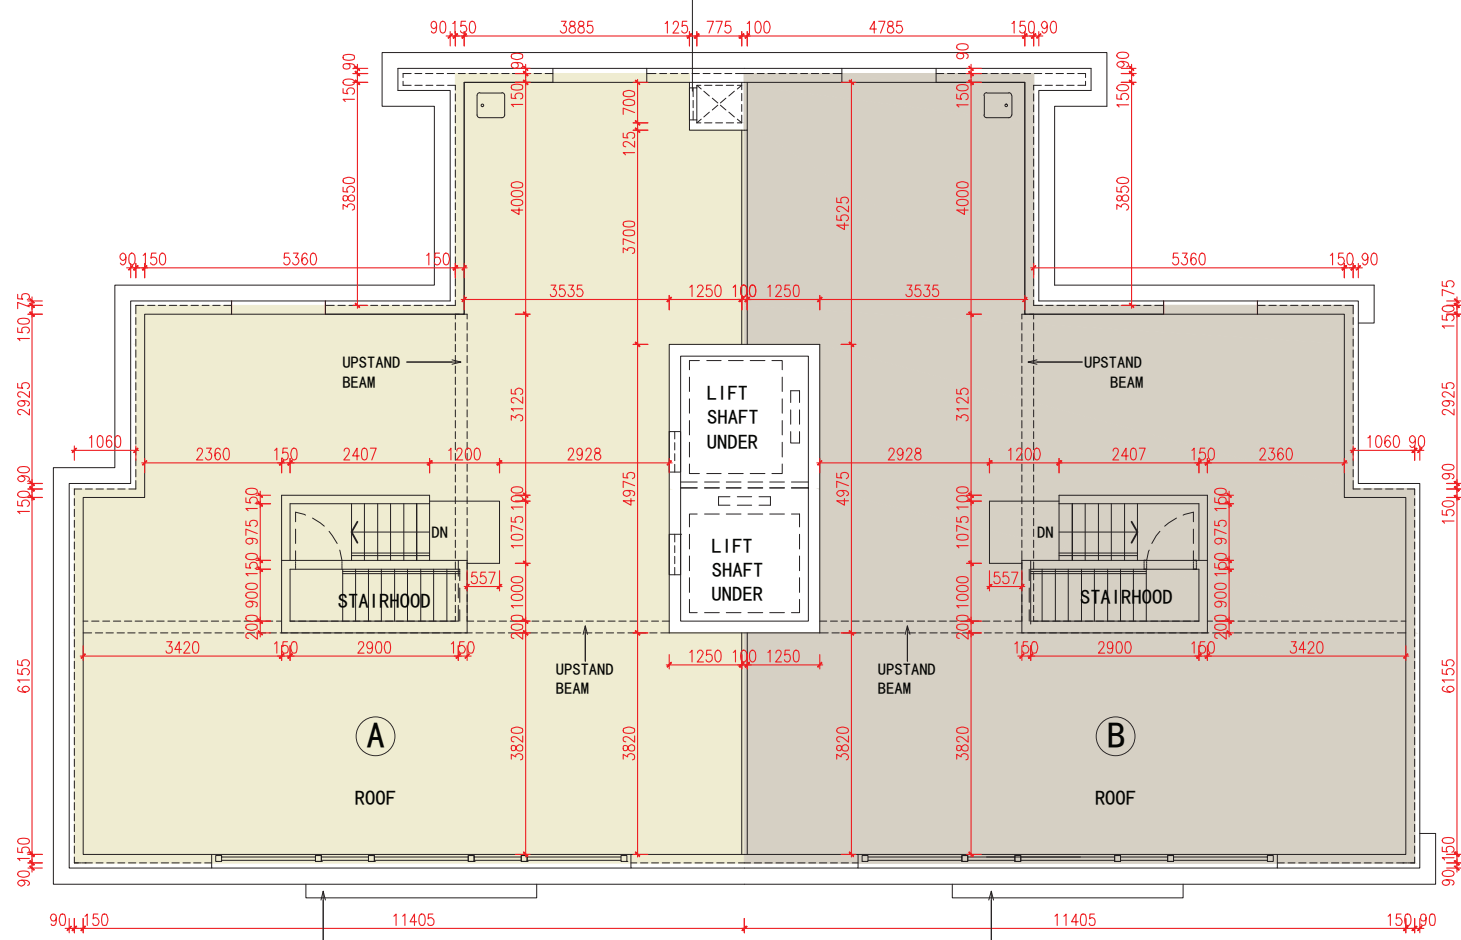 90 150 3885 125 775 100 4785 150 90
150 90
150 90
90 150
150 90
700
125
3850
4000
3700
4525
4000
3850
90 150 5360 150
5360 150 90
3535 1250 100 1250 3535
150 75
150 75
UPSTAND
BEAM
UPSTAND
BEAM
LIFT
SHAFT
UNDER
2925
3125
3125
2925
1060
1060 90
2360 150 2407 1200 2928
2928 1200 2407 150 2360
150 90
150 90
4975
4975
150
975
150
900
200
DN
100
1075
1000
200
557
STAIRHOOD
LIFT
SHAFT
UNDER
100
1075
1000
200
557
DN
150
975
150
900
200
STAIRHOOD
3420 150 2900 150
1250 100 1250
150 2900 150 3420
UPSTAND
BEAM
UPSTAND
BEAM
6155
6155
3820
3820
3820
3820
A
B
ROOF
ROOF
90 150
90 150
90 150 11405 11405 150 90